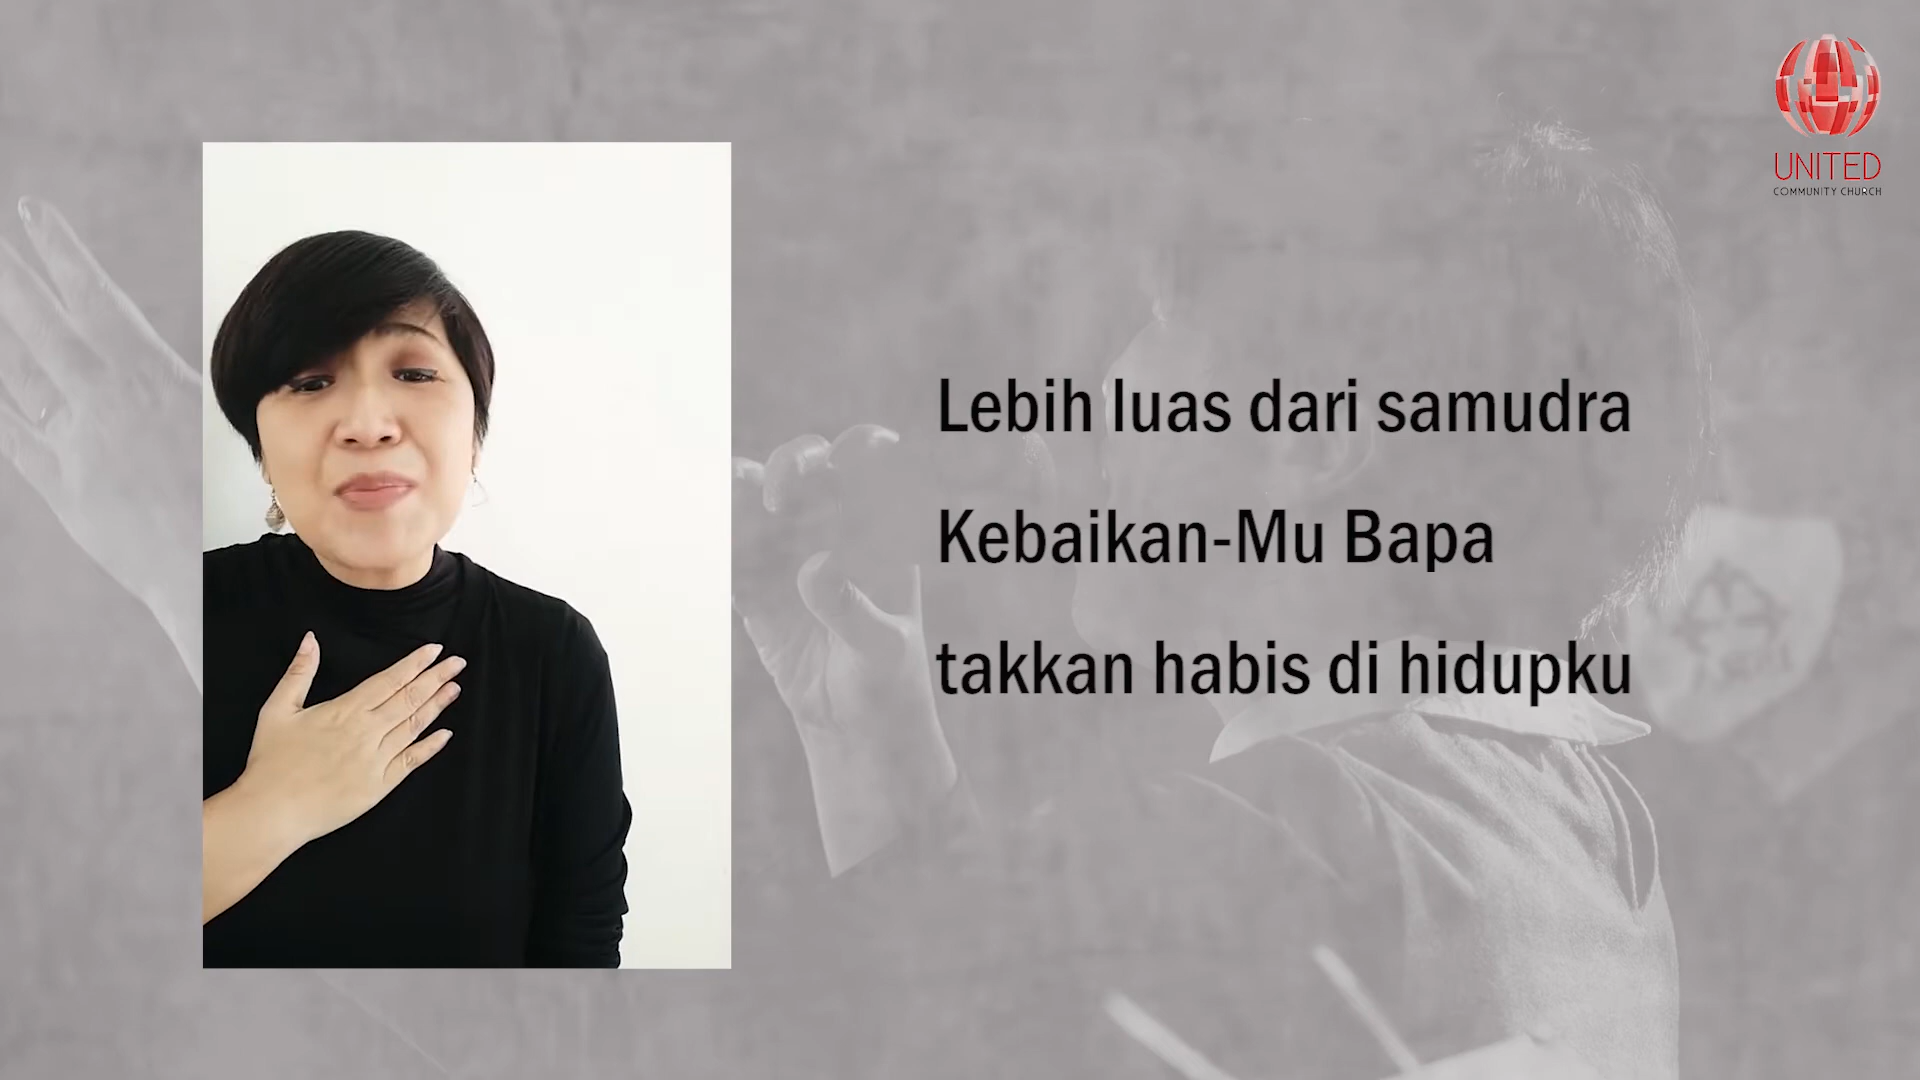 UNITED
COMMUNITY CHURCH
Lebih luas dari samudra
Kebaikan-Mu Bapa
takkan habis di hidupku